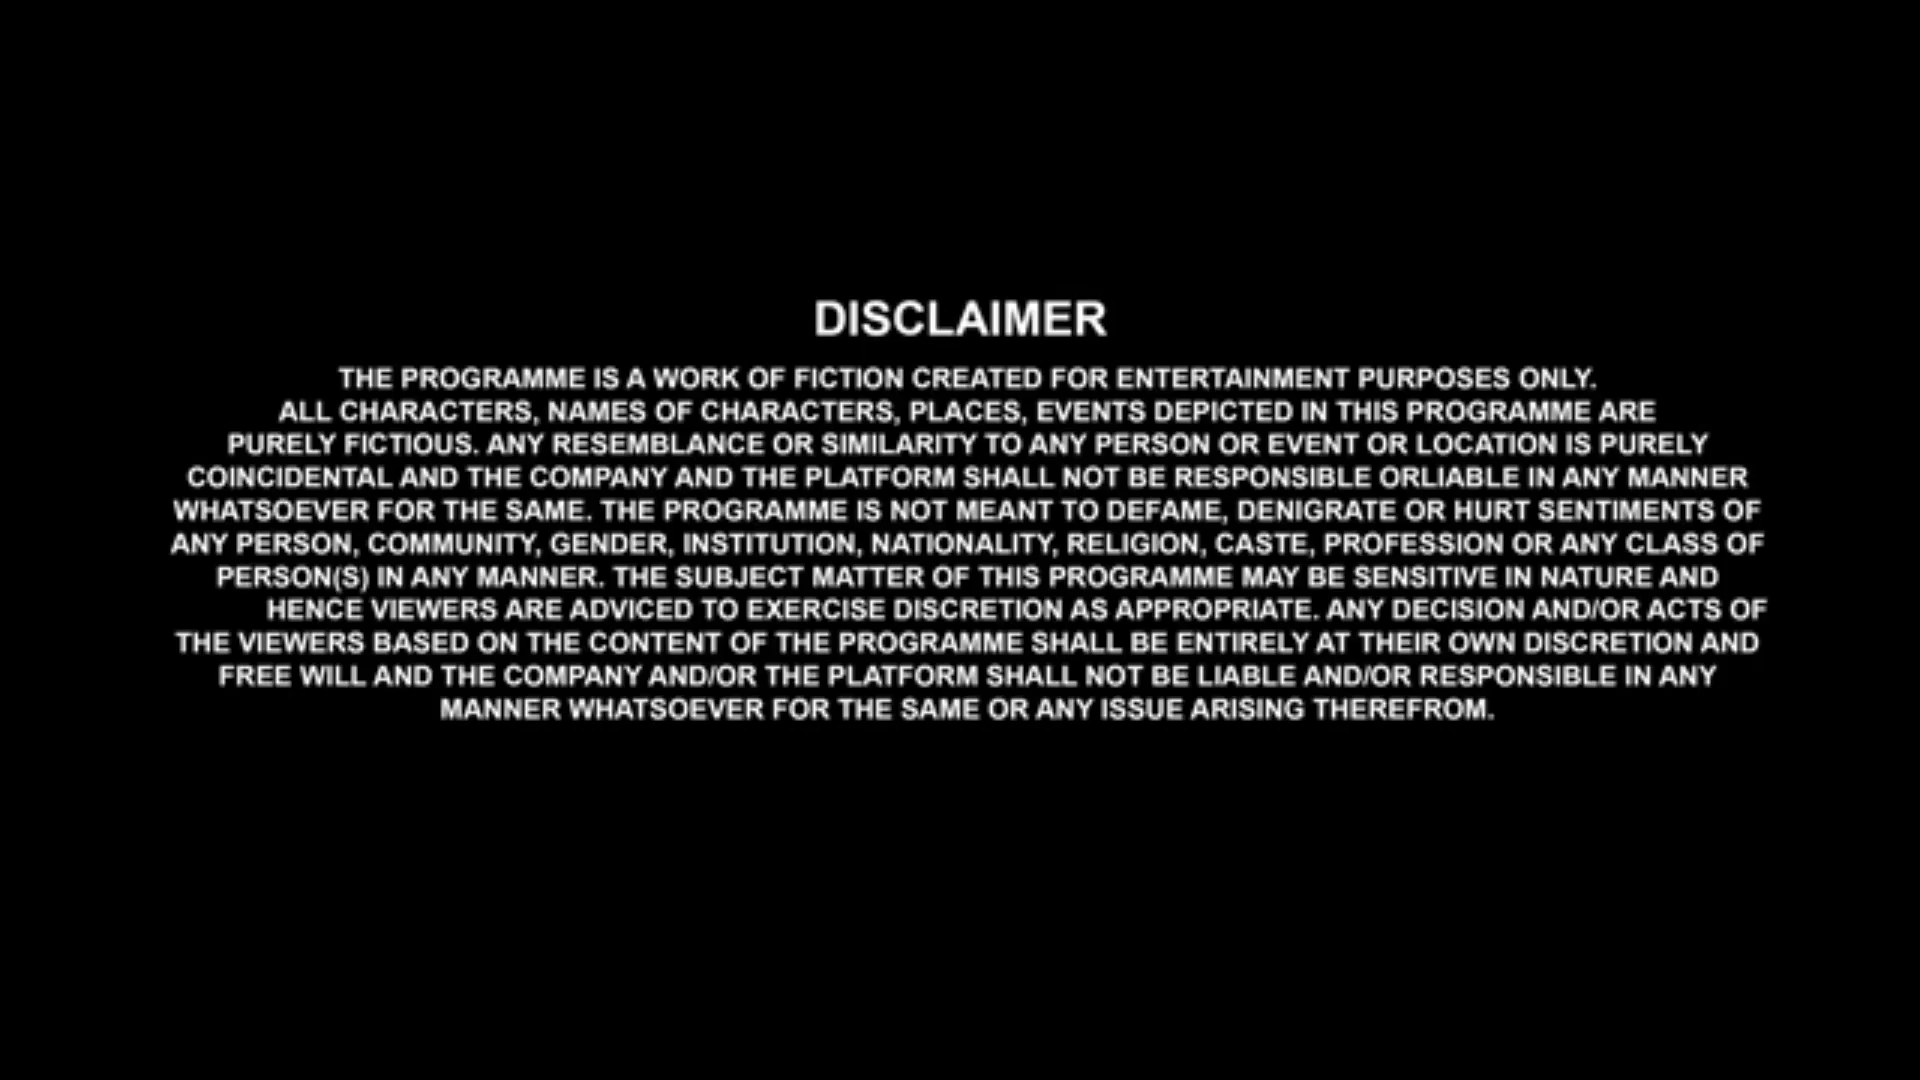 DISCLAIMER
THE PROGRAMME IS A WORK OF FICTION CREATED FOR ENTERTAINMENT PURPOSES ONLY.
ALL CHARACTERS, NAMES OF CHARACTERS, PLACES, EVENTS DEPICTED IN THIS PROGRAMME ARE
PURELY FICTIOUS. ANY RESEMBLANCE OR SIMILARITY TO ANY PERSON OR EVENT OR LOCATION IS PURELY
COINCIDENTAL AND THE COMPANY AND THE PLATFORM SHALL NOT BE RESPONSIBLE ORLIABLE IN ANY MANNER
WHATSOEVER FOR THE SAME. THE PROGRAMME IS NOT MEANT TO DEFAME, DENIGRATE OR HURT SENTIMENTS OF
ANY PERSON, COMMUNITY, GENDER, INSTITUTION, NATIONALITY, RELIGION, CASTE, PROFESSION OR ANY CLASS OF
PERSON(S) IN ANY MANNER. THE SUBJECT MATTER OF THIS PROGRAMME MAY BE SENSITIVE IN NATURE AND
HENCE VIEWERS ARE ADVICED TO EXERCISE DISCRETION AS APPROPRIATE. ANY DECISION AND/OR ACTS OF
THE VIEWERS BASED ON THE CONTENT OF THE PROGRAMME SHALL BE ENTIRELY AT THEIR OWN DISCRETION AND
FREE WILL AND THE COMPANY AND/OR THE PLATFORM SHALL NOT BE LIABLE AND/OR RESPONSIBLE IN ANY
MANNER WHATSOEVER FOR THE SAME OR ANY ISSUE ARISING THEREFROM.